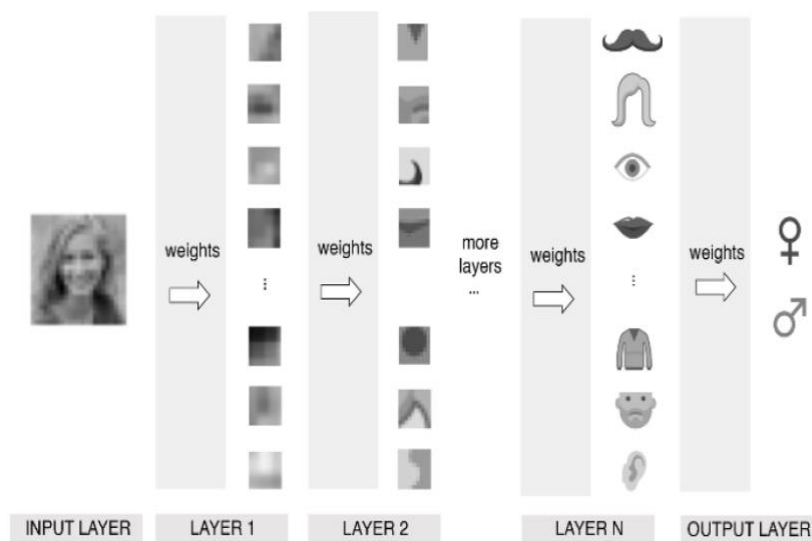 weights
weights
more
layers
...
weights
weights
INPUT LAYER
LAYER 1
LAYER 2
LAYER N
OUTPUT LAYER